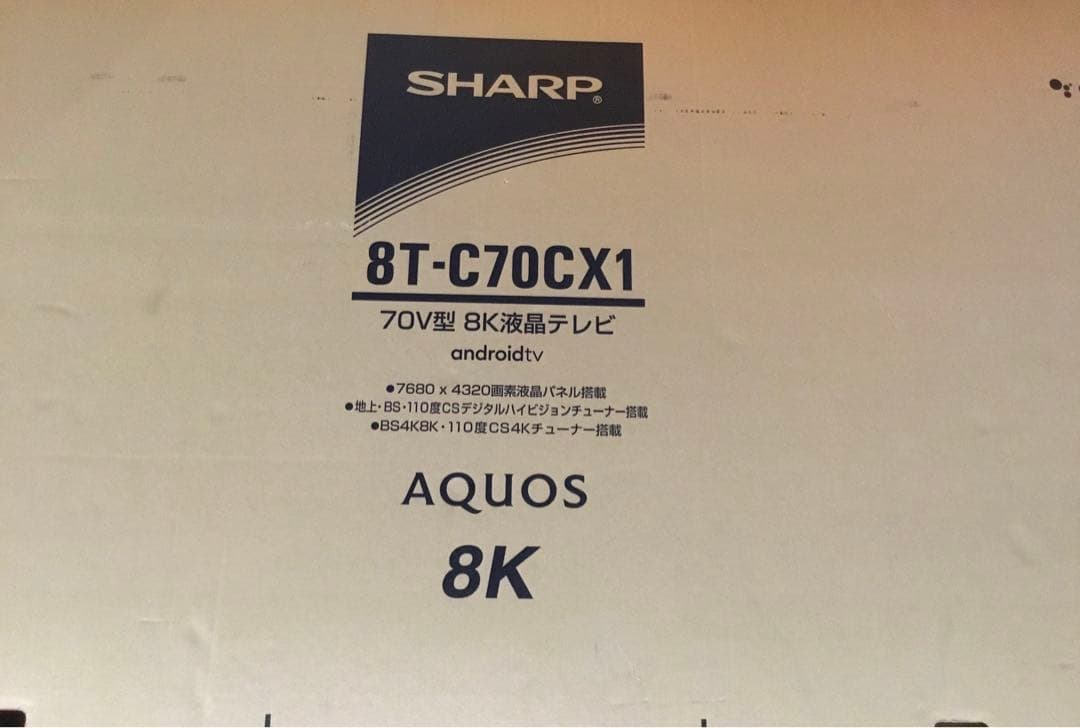 SHARP®
8T-C70CX1
70V型 8K液晶テレビ
androidtv
●7680 x 4320画素液晶パネル搭載
●地上・BS・110度CSデジタルハイビジョンチューナー搭載
●BS4K8K・110度CS4Kチューナー搭載
AQUOS
8K